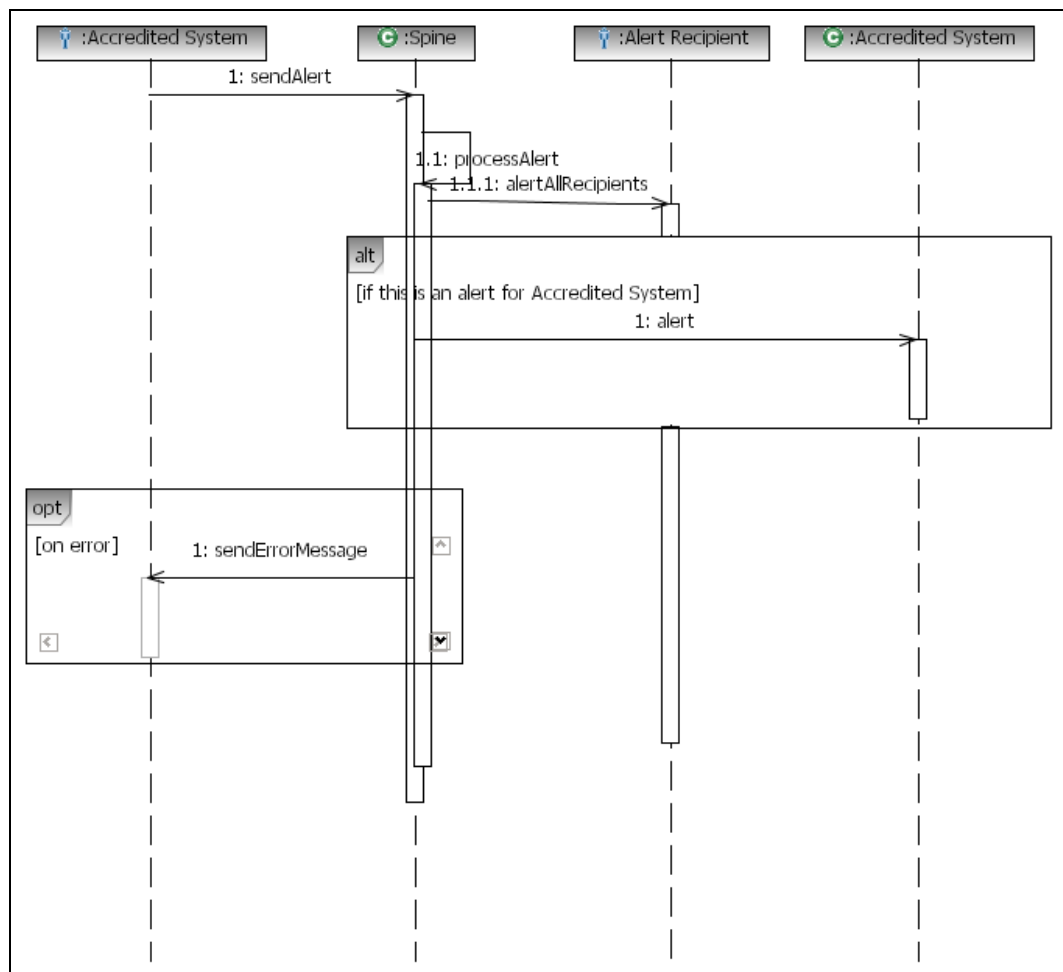 :Accredited System
:Spine
:Alert Recipient
:Accredited System
1: sendAlert
1.1: processAlert
1.1.1: alertAllRecipients
alt
[if this is an alert for Accredited System]
1: alert
opt
[on error]
1: sendErrorMessage